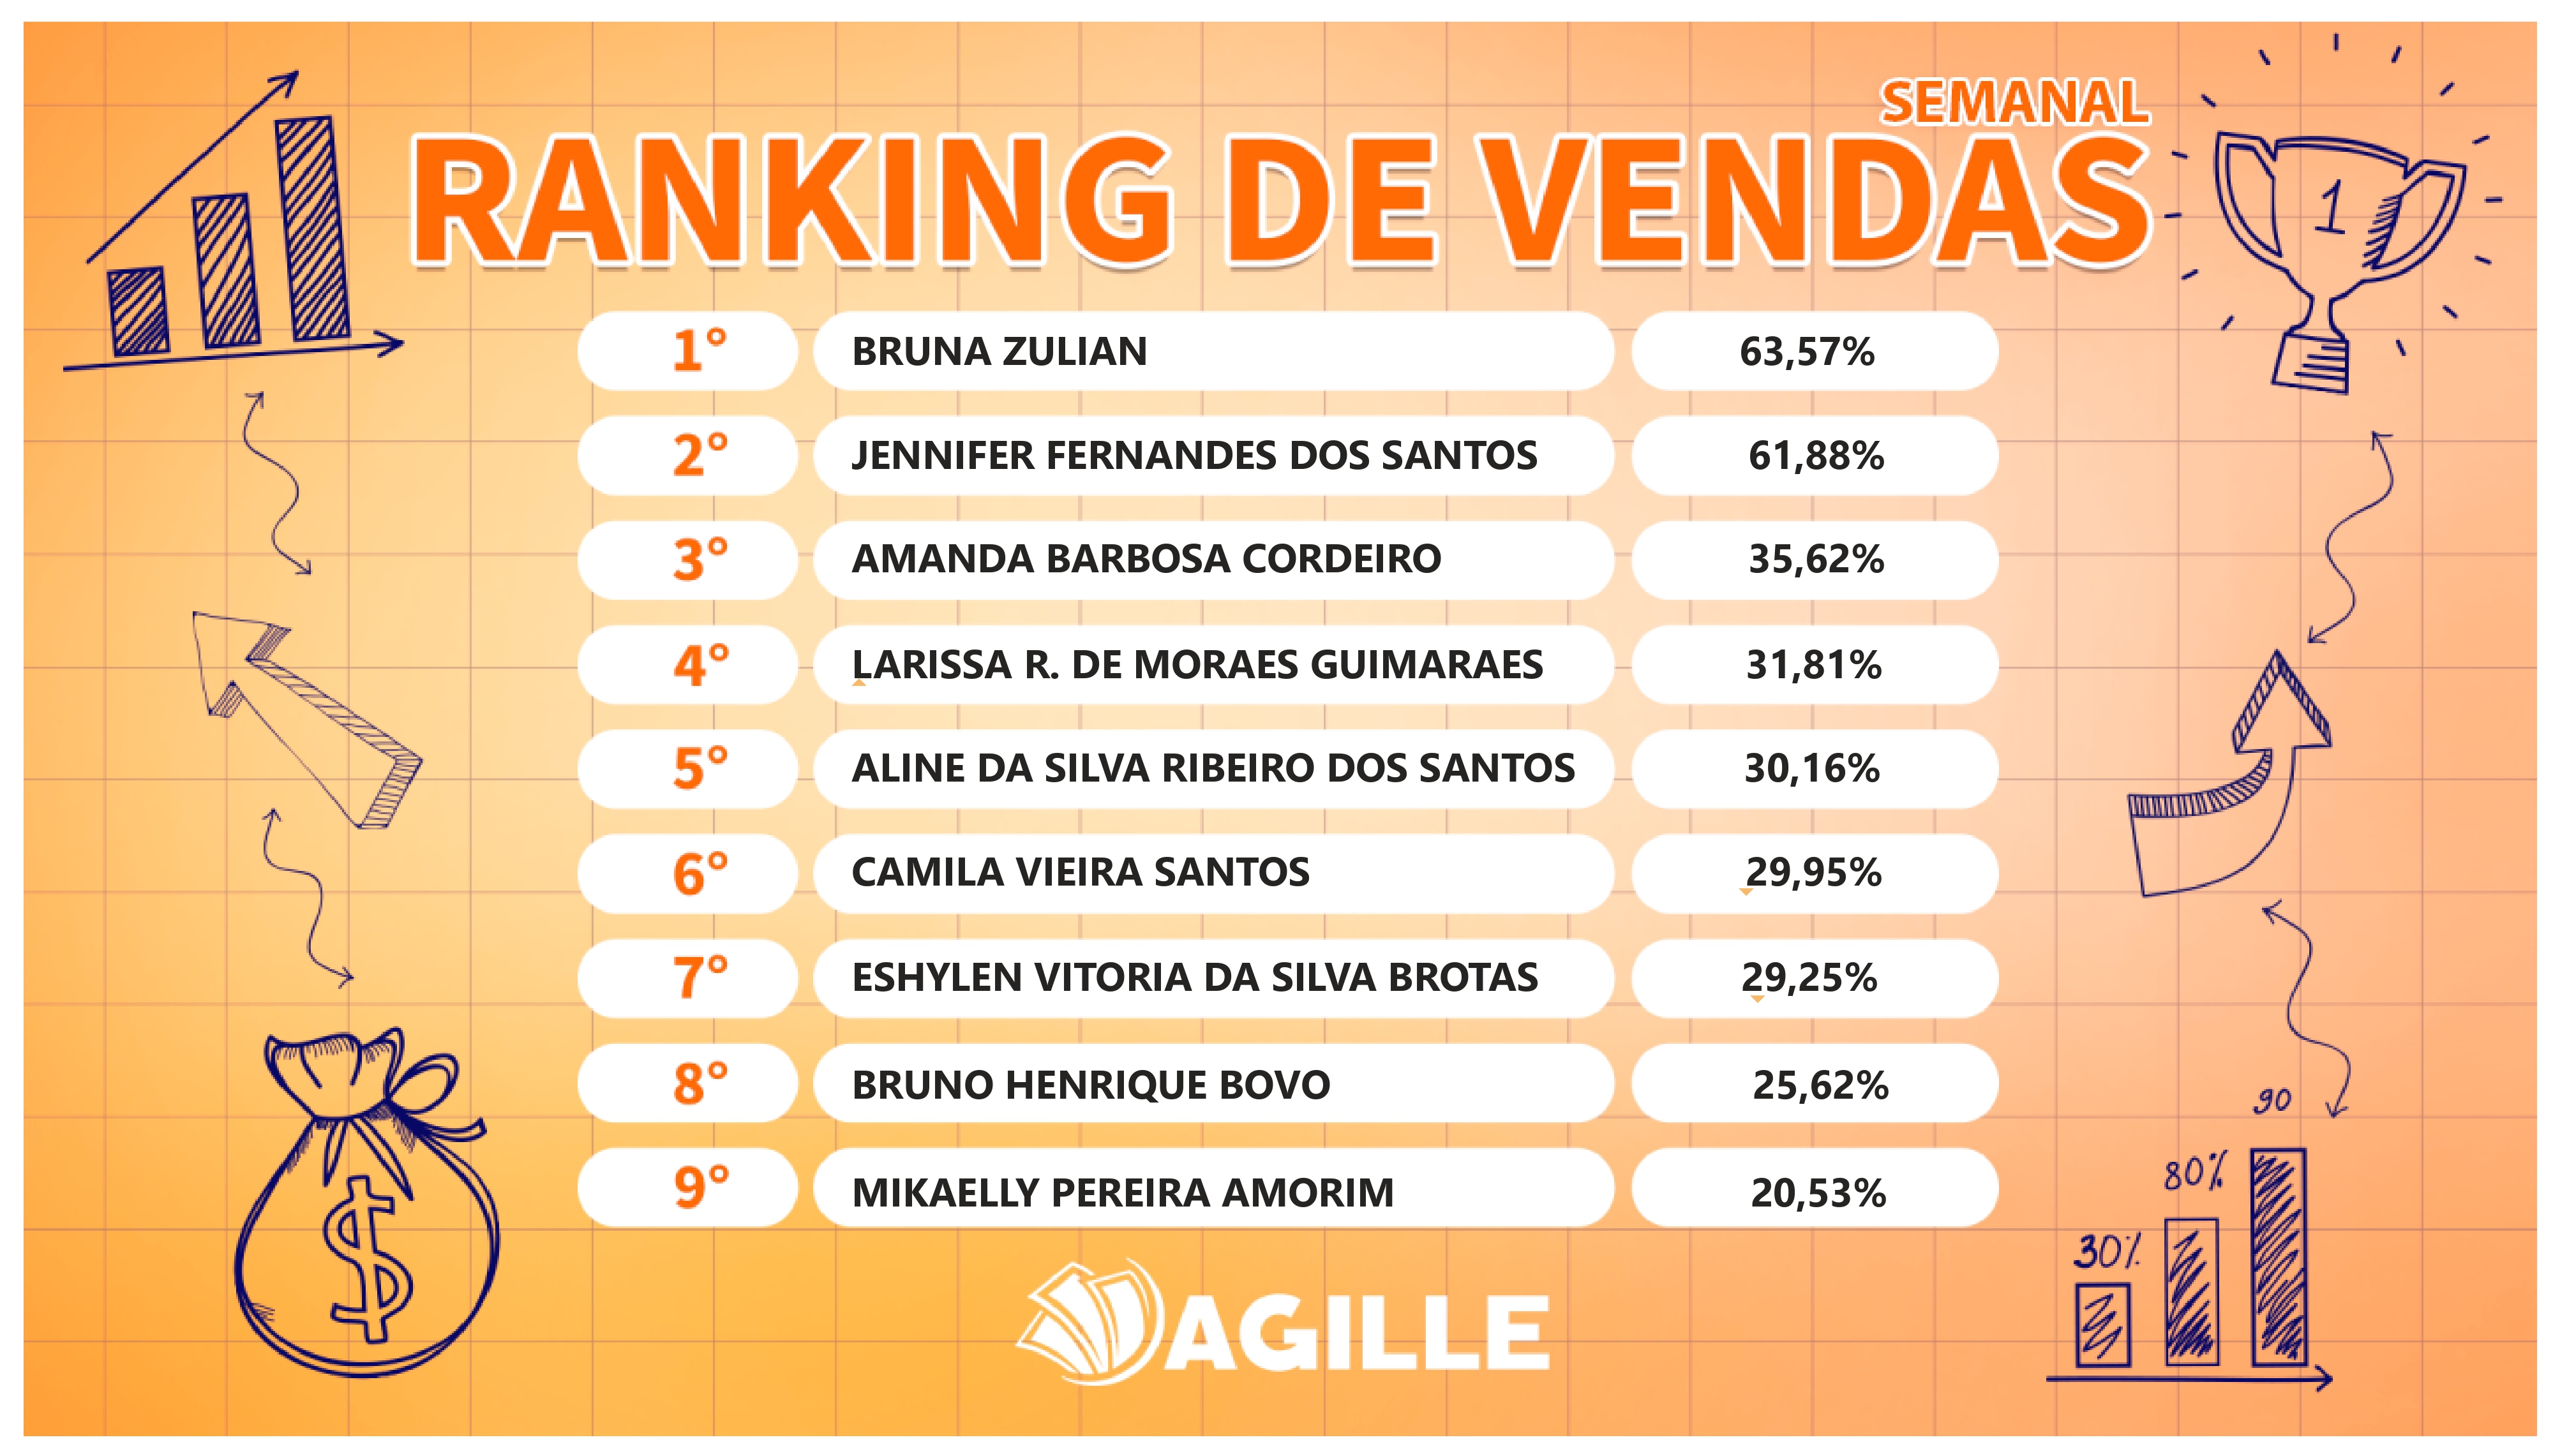 SEMANAL
RANKING DE VENDAS
1
1° BRUNA ZULIAN 63,57%
2° JENNIFER FERNANDES DOS SANTOS 61,88%
3° AMANDA BARBOSA CORDEIRO 35,62%
4° LARISSA R. DE MORAES GUIMARAES 31,81%
5° ALINE DA SILVA RIBEIRO DOS SANTOS 30,16%
6° CAMILA VIEIRA SANTOS 29,95%
7° ESHYLEN VITORIA DA SILVA BROTAS 29,25%
8° BRUNO HENRIQUE BOVO 25,62%
9° MIKAELLY PEREIRA AMORIM 20,53%
90
80%
30%
$
AGILLE